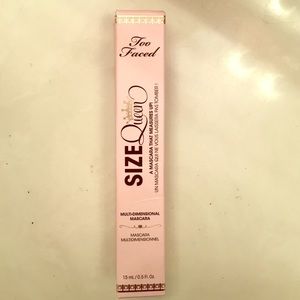 Too
Faced
SIZE Queen
A MASCARA THAT MEASURES UP!
UN MASCARA QUI NE VOUS LAISSERA PAS TOMBER !
MULTI-DIMENSIONAL
MASCARA
MASCARA
MULTIDIMENSIONNEL
15 mL / 0.5 Fl. Oz.